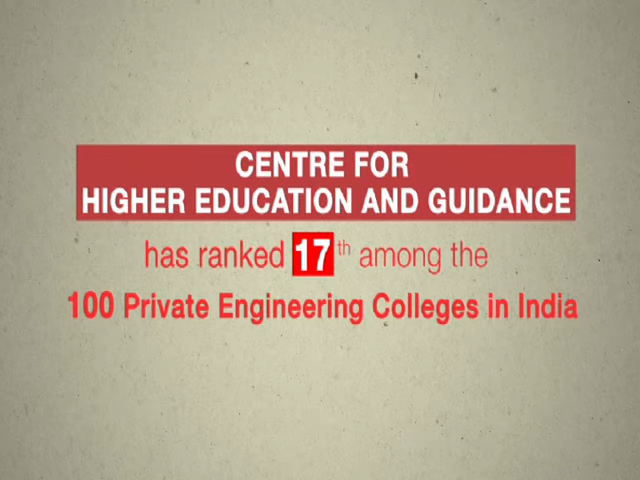 CENTRE FOR
HIGHER EDUCATION AND GUIDANCE
has ranked 17th among the
100 Private Engineering Colleges in India